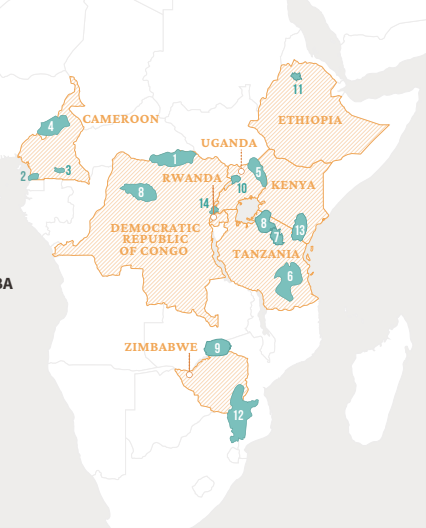 11
CAMEROON
4
ETHIOPIA
UGANDA
1
5
2
3
RWANDA
10
KENYA
8
14
8
13
DEMOCRATIC
REPUBLIC
OF CONGO
7
TANZANIA
6
BA
ZIMBABWE
9
12